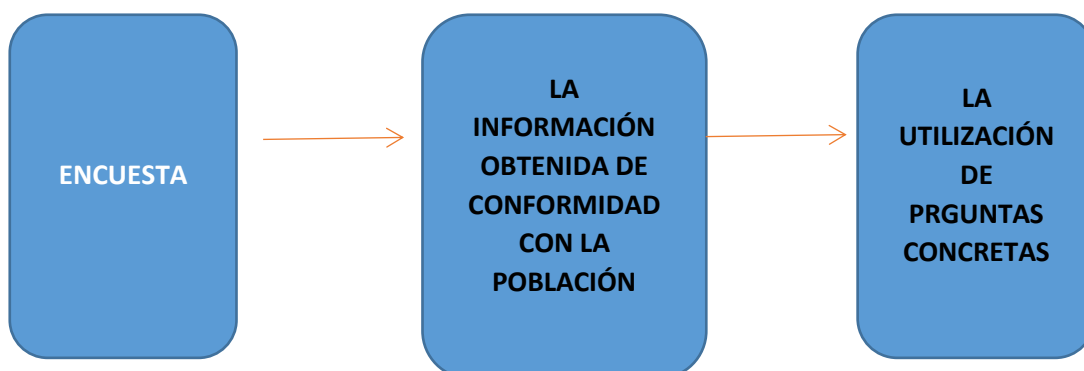 ENCUESTA
LA
INFORMACIÓN
OBTENIDA DE
CONFORMIDAD
CON LA
POBLACIÓN
LA
UTILIZACIÓN
DE
PRGUNTAS
CONCRETAS